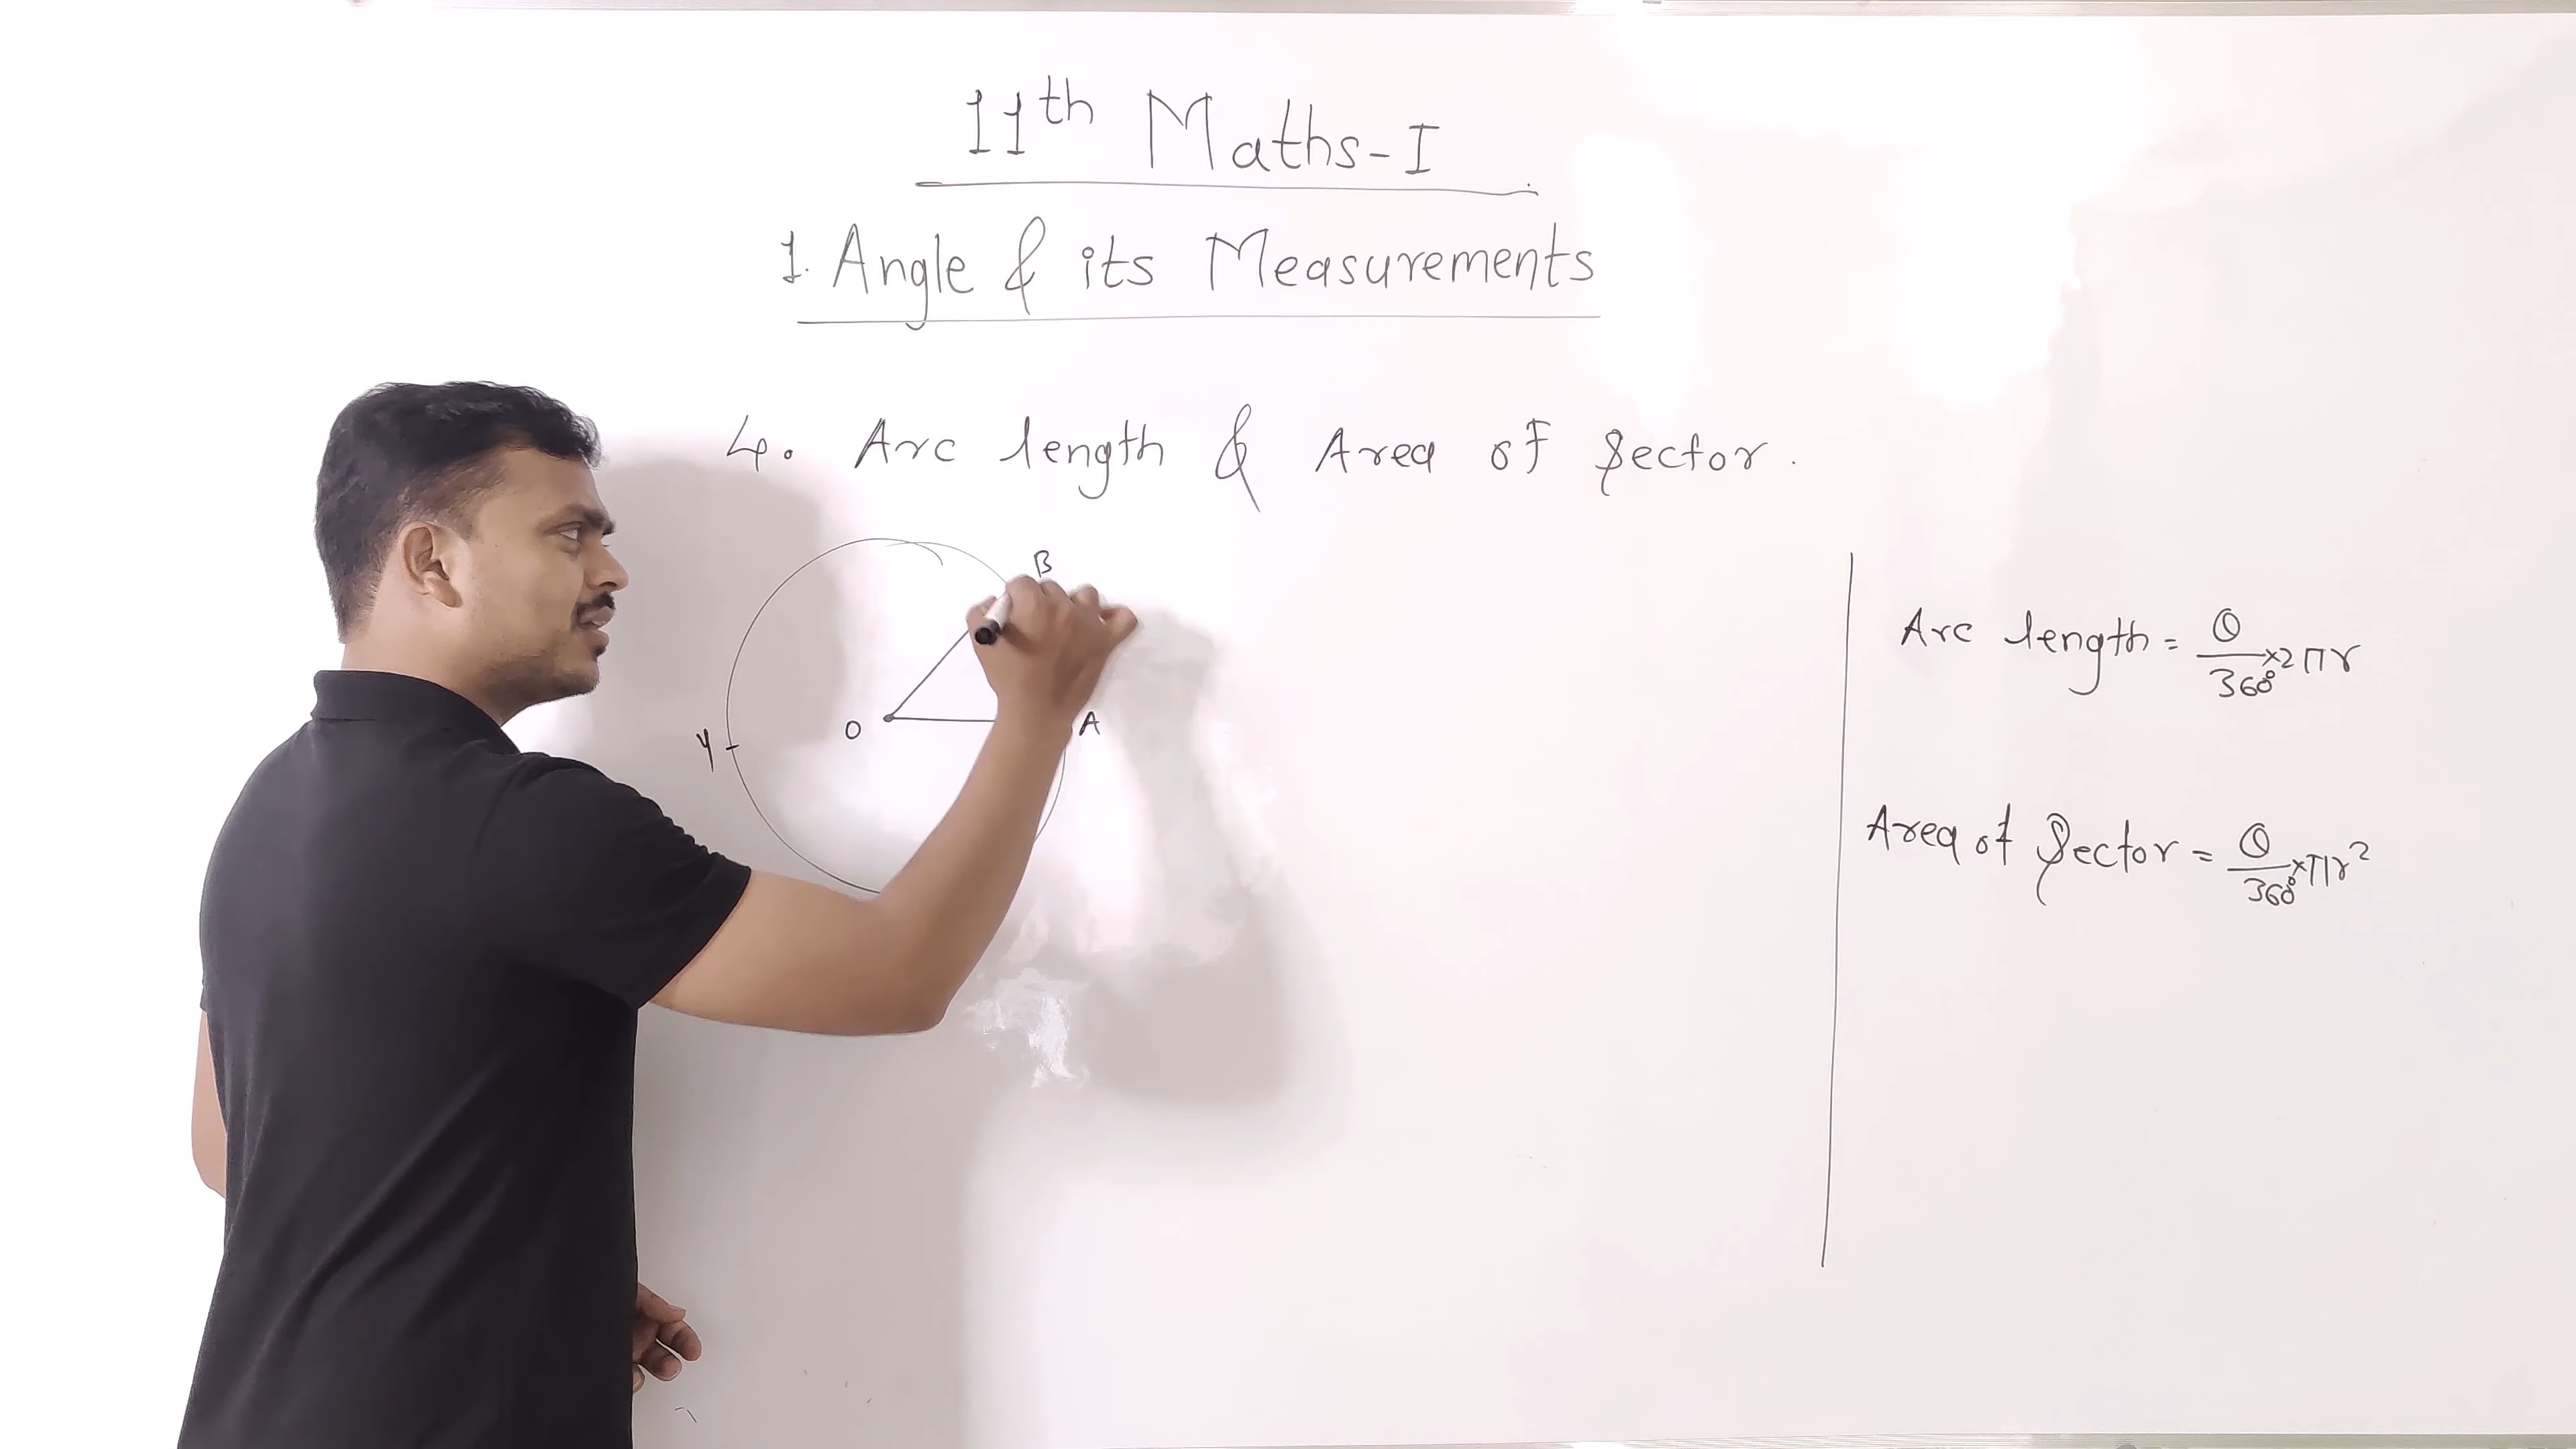 11th Maths-I
1. Angle & its Measurements
4. Arc length & Area of Sector.
B
O
A
Y
Arc length = θ/360° ×2πr
Area of Sector = θ/360° ×πr²